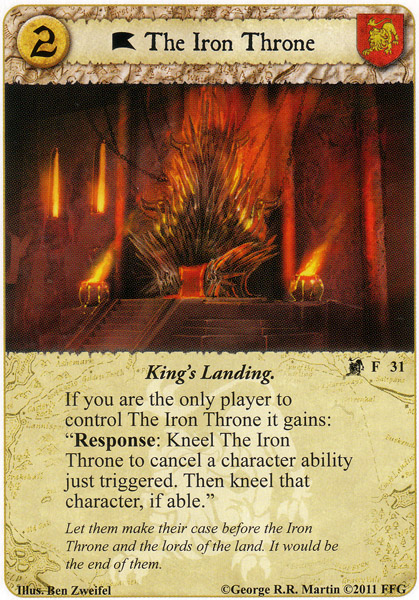 2 The Iron Throne
King's Landing.
F 31
If you are the only player to
control The Iron Throne it gains:
“Response: Kneel The Iron
Throne to cancel a character ability
just triggered. Then kneel that
character, if able.”
Let them make their case before the Iron
Throne and the lords of the land. It would be
the end of them.
Illus. Ben Zweifel ©George R.R. Martin ©2011 FFG